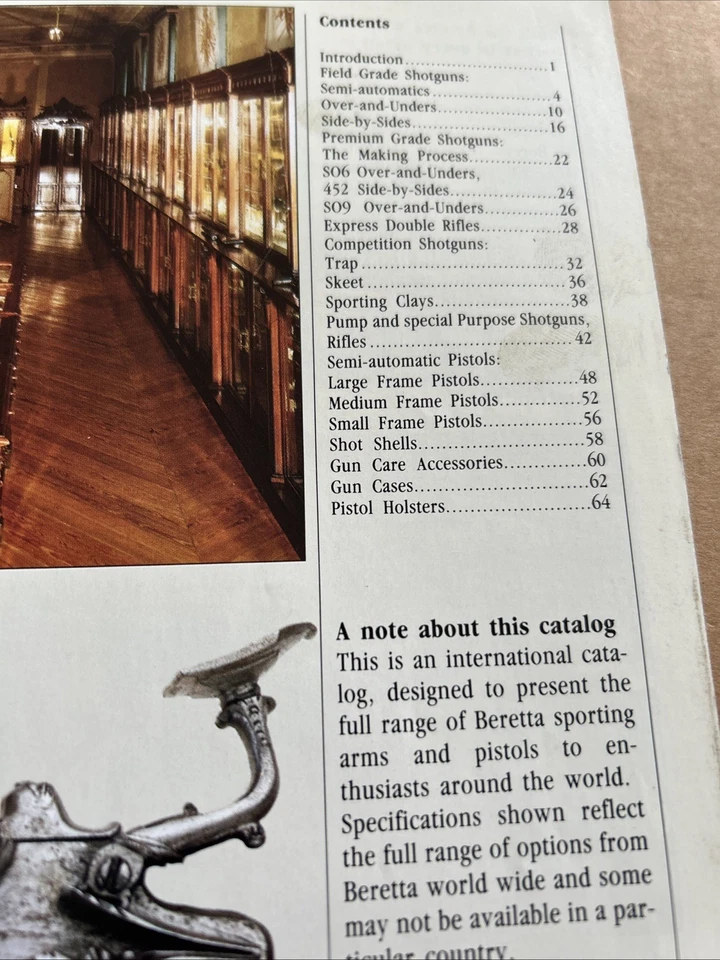 Contents
Introduction..............................1
Field Grade Shotguns:
Semi-automatics.........................4
Over-and-Unders........................10
Side-by-Sides..............................16
Premium Grade Shotguns:
The Making Process.................22
SO6 Over-and-Unders,
452 Side-by-Sides......................24
SO9 Over-and-Unders...............26
Express Double Rifles................28
Competition Shotguns:
Trap...........................................32
Skeet..........................................36
Sporting Clays...........................38
Pump and special Purpose Shotguns,
Rifles.........................................42
Semi-automatic Pistols:
Large Frame Pistols...................48
Medium Frame Pistols...............52
Small Frame Pistols...................56
Shot Shells................................58
Gun Care Accessories...............60
Gun Cases.................................62
Pistol Holsters...........................64
A note about this catalog
This is an international cata-
log, designed to present the
full range of Beretta sporting
arms and pistols to en-
thusiasts around the world.
Specifications shown reflect
the full range of options from
Beretta world wide and some
may not be available in a par-
ticular country.